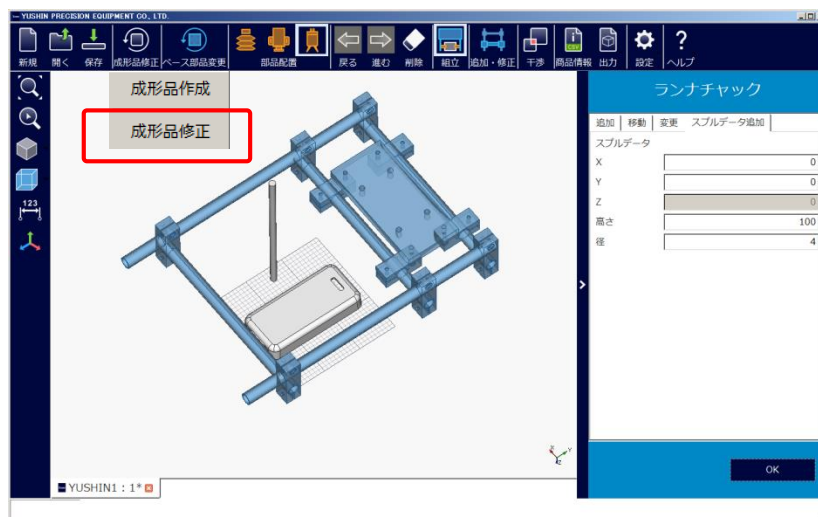 YUSHIN PRECISION EQUIPMENT CO., LTD.
新規 開く 保存 成形品修正 ベース部品変更 部品配置 戻る 進む 削除 組立 追加・修正 干渉 商品情報 出力 設定 ヘルプ
CSV
?
成形品作成
成形品修正
123
ランナチャック
追加 移動 変更 スプルデータ追加
スプルデータ
X 0
Y 0
Z 0
高さ 100
径 4
>
X Y Z
OK
YUSHIN1 : 1*